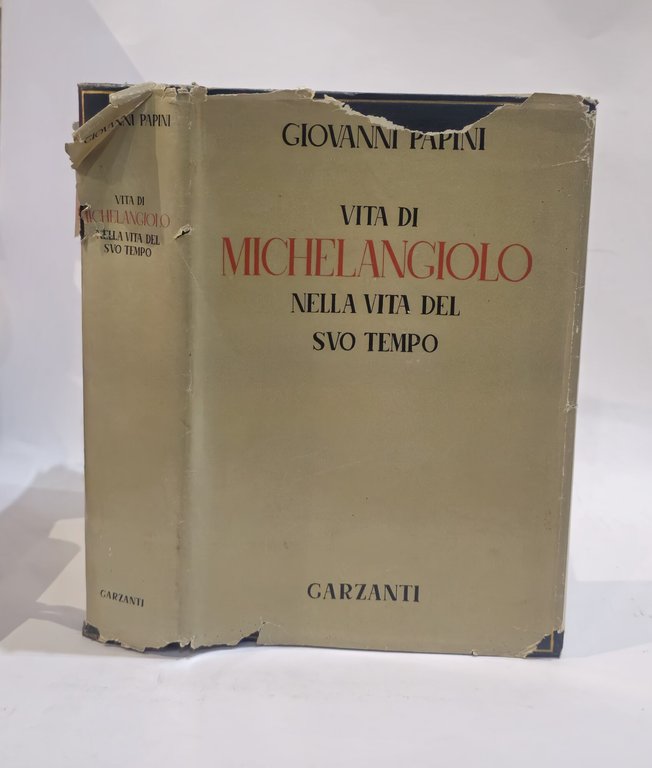 GIOVANNI PAPINI
VITA DI
MICHELANGIOLO
NELLA VITA DEL
SVO TEMPO
GARZANTI
GIOVANNI PAPINI
VITA DI
MICHELANGIOLO
NELLA VITA DEL
SVO TEMPO
GARZANTI